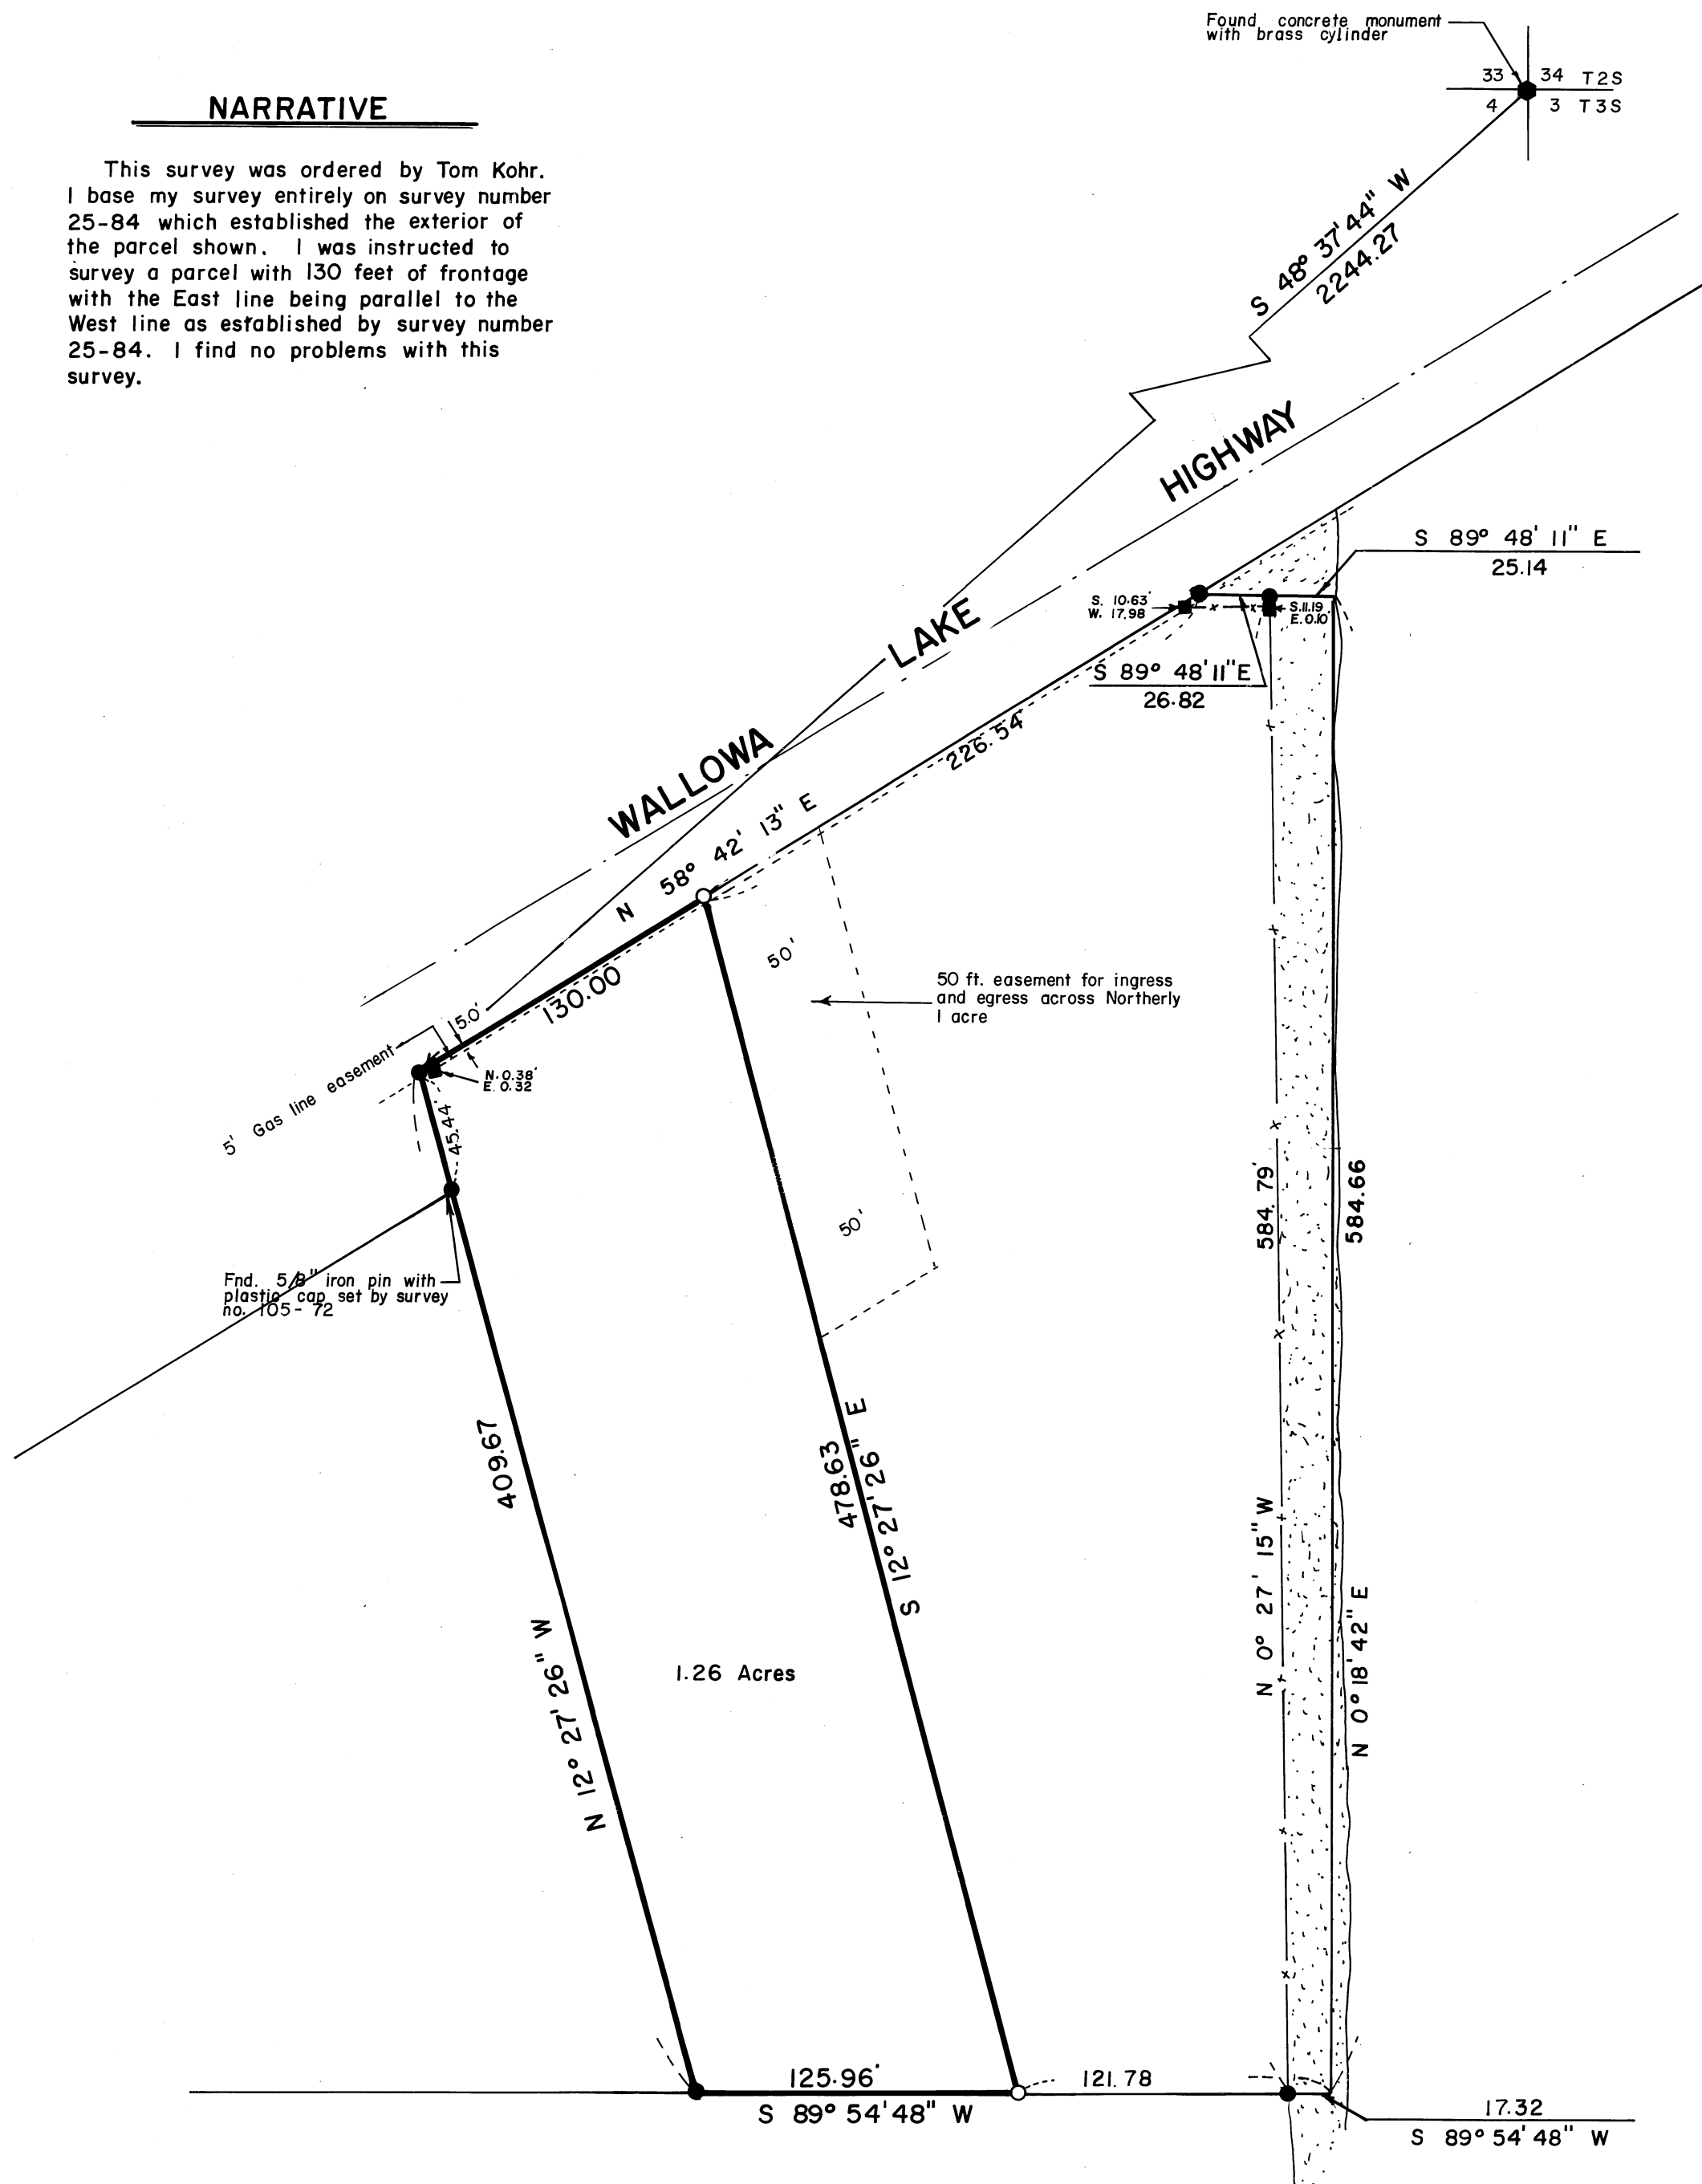 Found concrete monument
with brass cylinder
33 34 T2S
4 3 T3S
NARRATIVE
This survey was ordered by Tom Kohr.
I base my survey entirely on survey number
25-84 which established the exterior of
the parcel shown. I was instructed to
survey a parcel with 130 feet of frontage
with the East line being parallel to the
West line as established by survey number
25-84. I find no problems with this
survey.
S 48° 37' 44" W
2244.27
WALLOWA LAKE HIGHWAY
S 89° 48' 11" E
25.14
S. 10.63'
W. 17.98
S.11.19
E. 0.10'
S 89° 48' 11" E
26.82
226.54'
N 58° 42' 13" E
130.00
50'
50 ft. easement for ingress
and egress across Northerly
1 acre
15.0'
5' Gas line easement
N. 0.38'
E. 0.32
45.44'
50'
584.79'
584.66
Fnd. 5/8" iron pin with
plastic cap set by survey
no. 105-72
409.67
478.63
S 12° 27' 26" E
N 0° 27' 15" W
N 0° 18' 42" E
N 12° 27' 26" W
1.26 Acres
125.96'
S 89° 54' 48" W
121.78
17.32
S 89° 54' 48" W